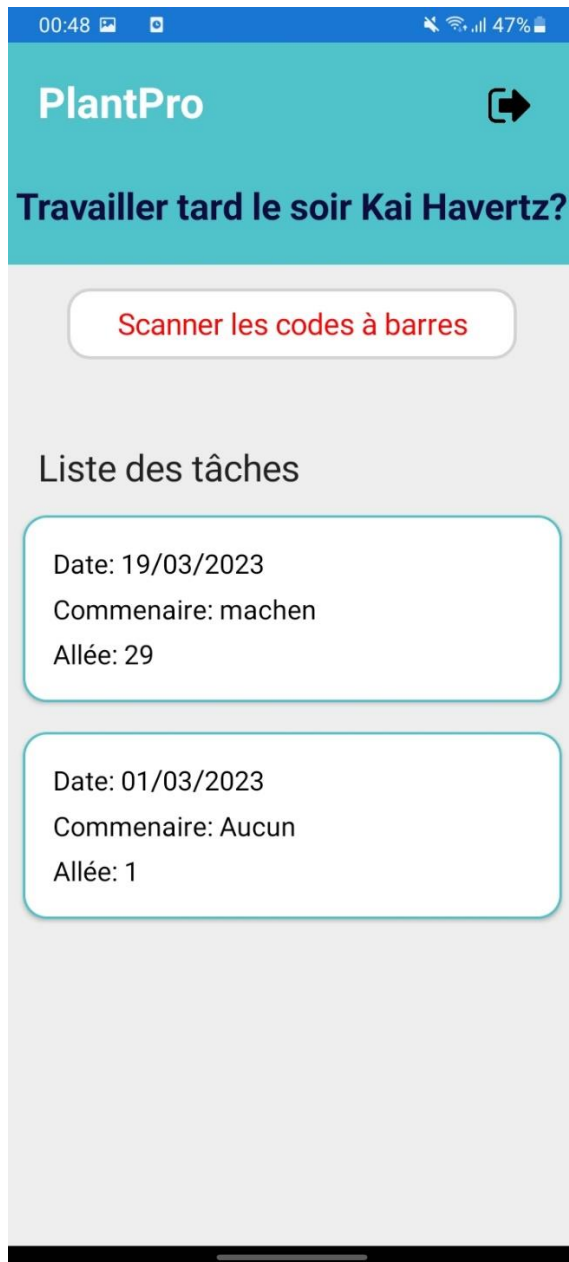 00:48 47%
PlantPro
Travailler tard le soir Kai Havertz?
Scanner les codes à barres
Liste des tâches
Date: 19/03/2023
Commenaire: machen
Allée: 29
Date: 01/03/2023
Commenaire: Aucun
Allée: 1